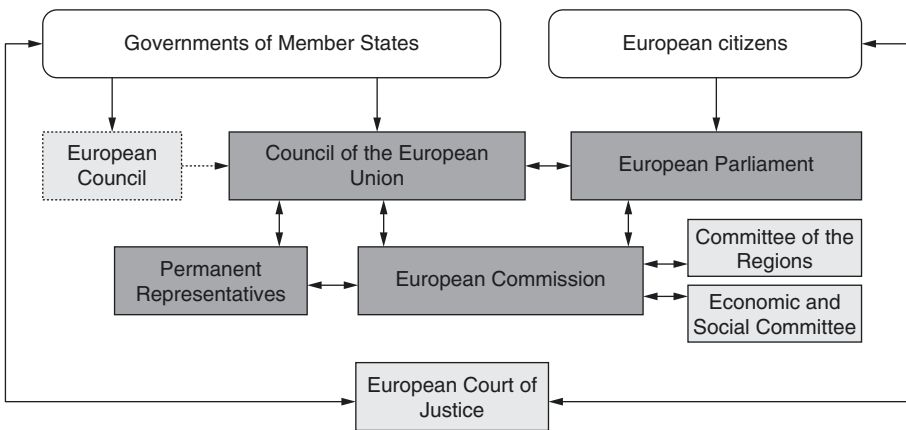 Governments of Member States
European citizens
European
Council
Council of the European
Union
European Parliament
Permanent
Representatives
European Commission
Committee of the
Regions
Economic and
Social Committee
European Court of
Justice